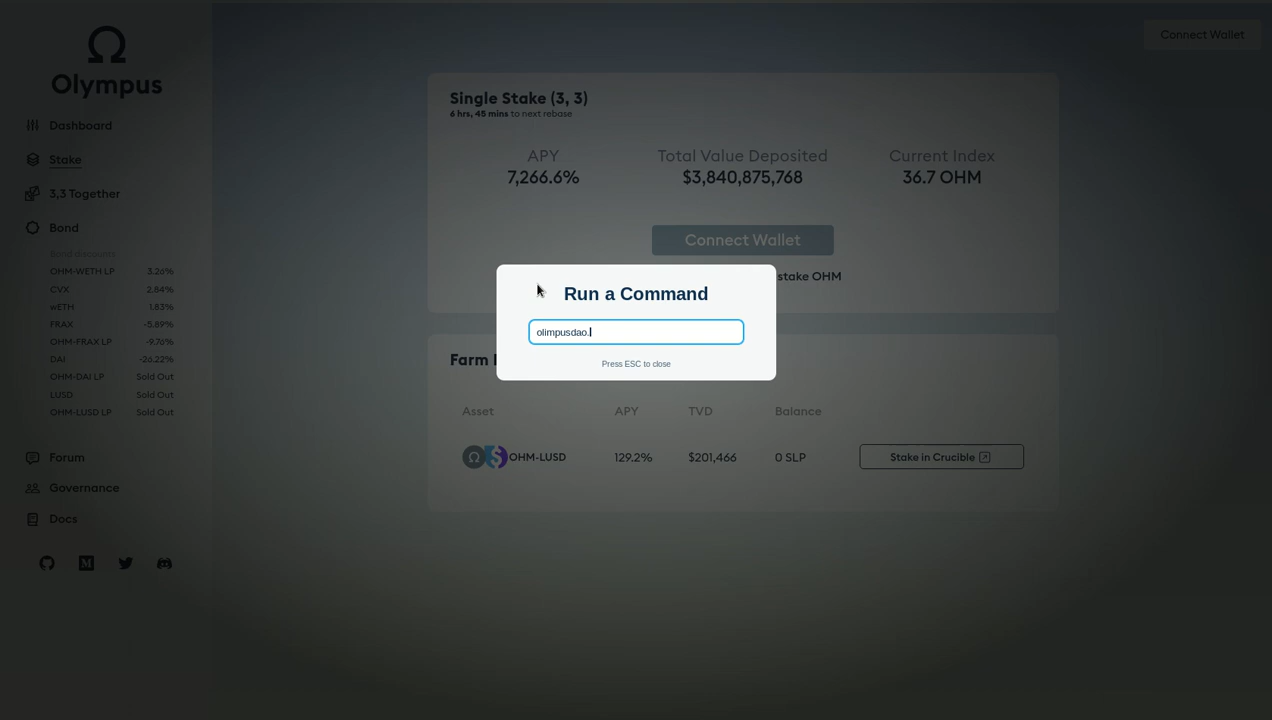 Olympus
Connect Wallet
Dashboard
Stake
3,3 Together
Bond
Bond discounts
OHM-WETH LP 3.26%
CVX 2.84%
wETH 1.83%
FRAX -5.89%
OHM-FRAX LP -9.76%
DAI -26.22%
OHM-DAI LP Sold Out
LUSD Sold Out
OHM-LUSD LP Sold Out
Forum
Governance
Docs
Single Stake (3, 3)
6 hrs, 45 mins to next rebase
APY Total Value Deposited Current Index
7,266.6% $3,840,875,768 36.7 OHM
Connect Wallet
stake OHM
Run a Command
olimpusdao.
Press ESC to close
Farm
Asset APY TVD Balance
OHM-LUSD 129.2% $201,466 0 SLP Stake in Crucible